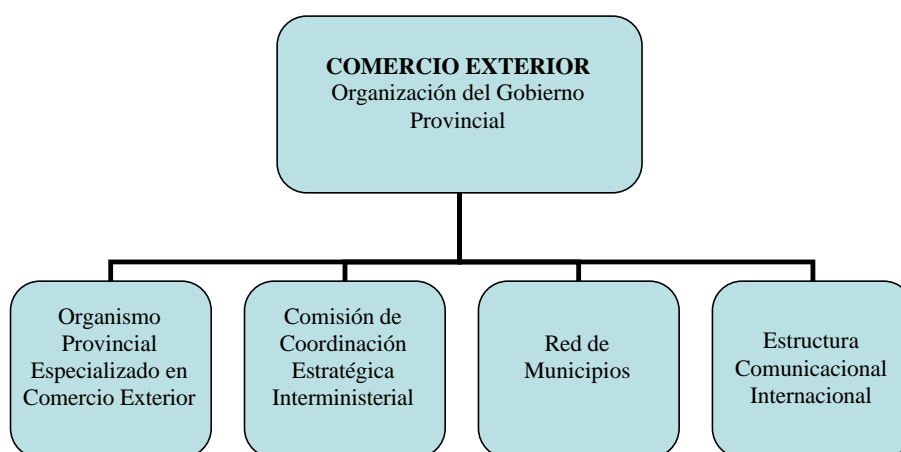 COMERCIO EXTERIOR
Organización del Gobierno
Provincial
Organismo
Provincial
Especializado en
Comercio Exterior
Comisión de
Coordinación
Estratégica
Interministerial
Red de
Municipios
Estructura
Comunicacional
Internacional